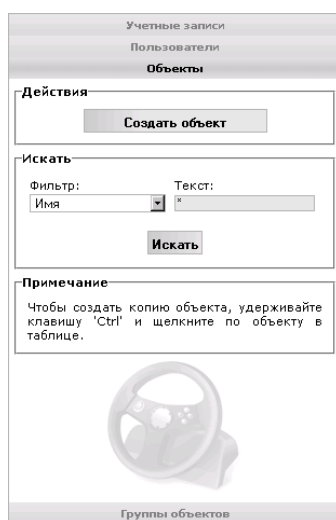 Учетные записи
Пользователи
Объекты
Действия
Создать объект
Искать
Фильтр:
Текст:
Имя
*
Искать
Примечание
Чтобы создать копию объекта, удерживайте
клавишу 'Ctrl' и щелкните по объекту в
таблице.
Группы объектов